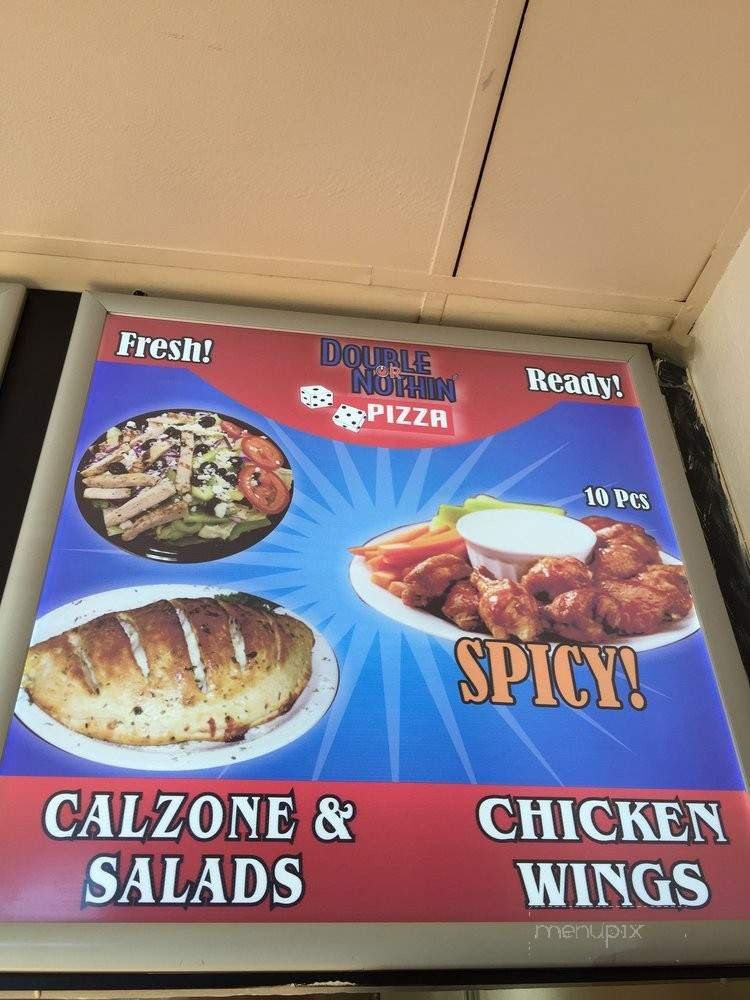 Fresh!
DOUBLE
OR
NOTHIN'
PIZZA
Ready!
10 Pcs
SPICY!
CALZONE &
SALADS
CHICKEN
WINGS
menupix